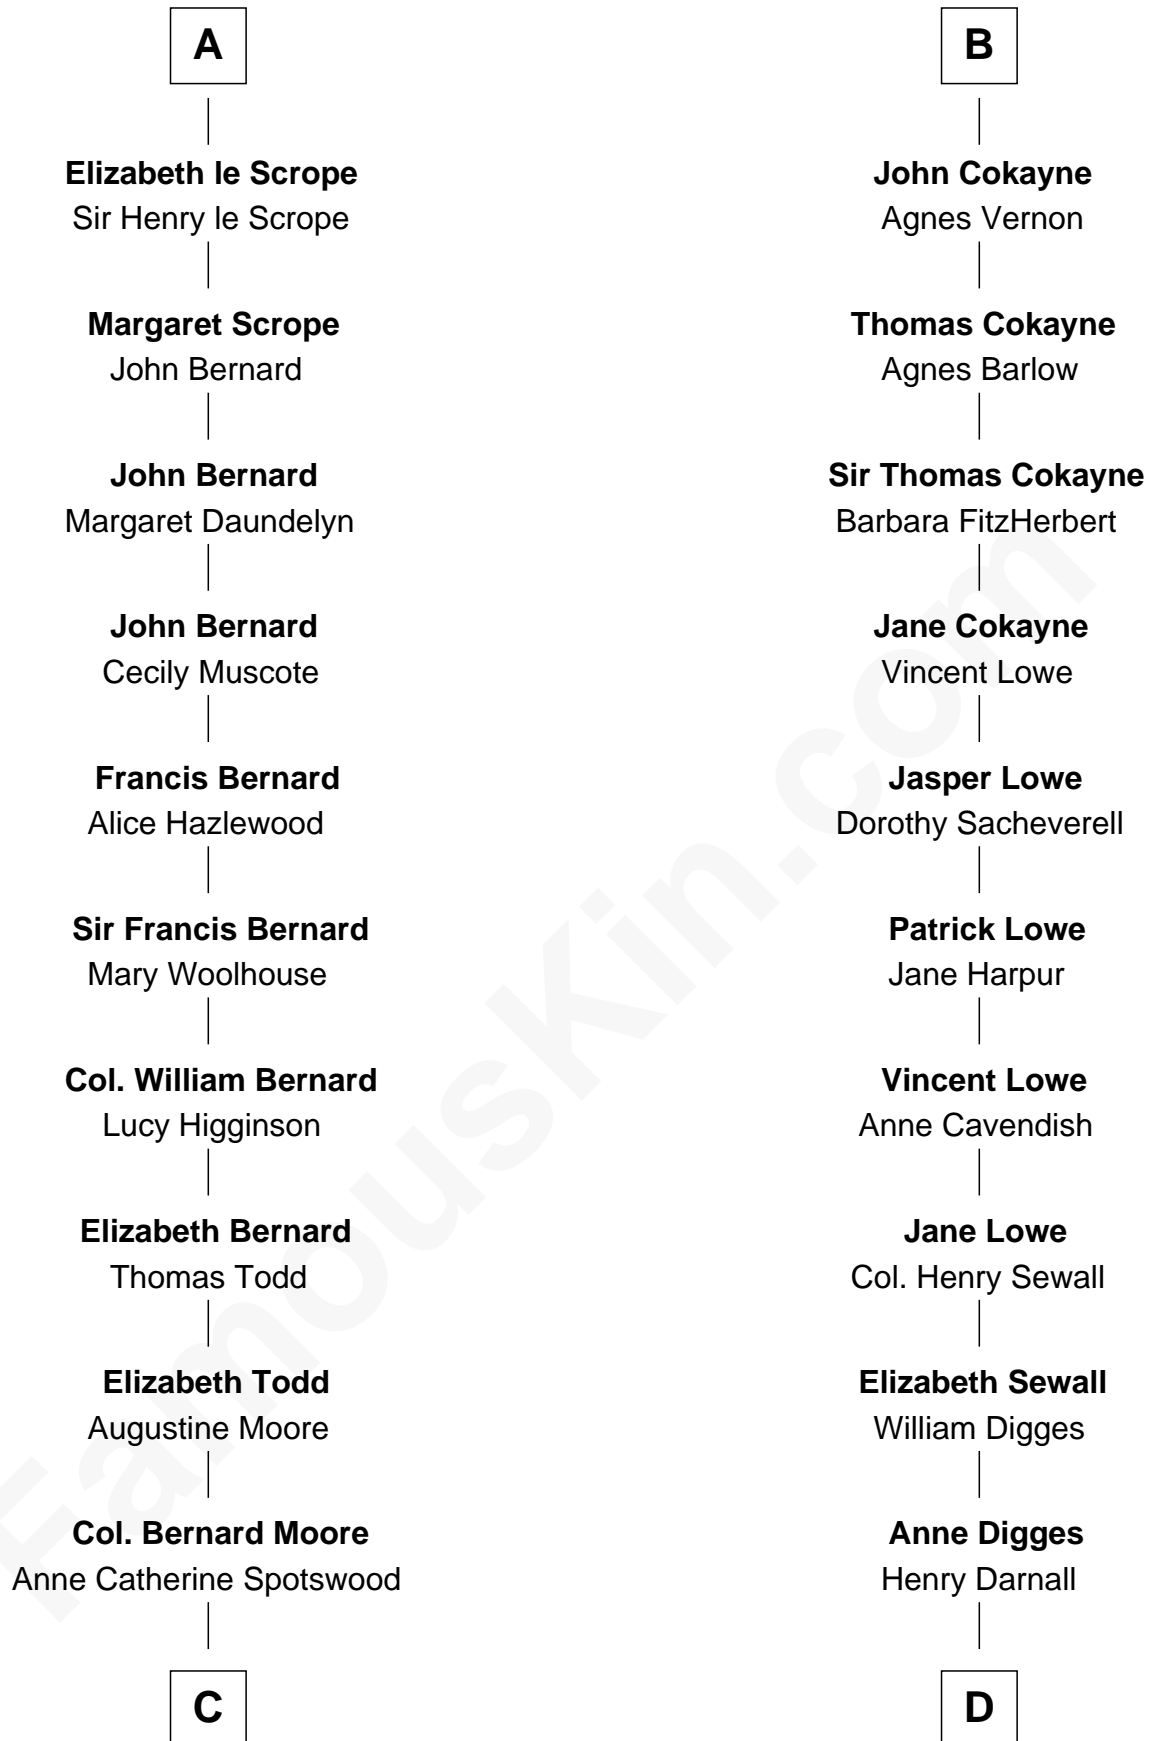 A
Elizabeth le Scrope
Sir Henry le Scrope
Margaret Scrope
John Bernard
John Bernard
Margaret Daundelyn
John Bernard
Cecily Muscote
Francis Bernard
Alice Hazlewood
Sir Francis Bernard
Mary Woolhouse
Col. William Bernard
Lucy Higginson
Elizabeth Bernard
Thomas Todd
Elizabeth Todd
Augustine Moore
Col. Bernard Moore
Anne Catherine Spotswood
C
B
John Cokayne
Agnes Vernon
Thomas Cokayne
Agnes Barlow
Sir Thomas Cokayne
Barbara FitzHerbert
Jane Cokayne
Vincent Lowe
Jasper Lowe
Dorothy Sacheverell
Patrick Lowe
Jane Harpur
Vincent Lowe
Anne Cavendish
Jane Lowe
Col. Henry Sewall
Elizabeth Sewall
William Digges
Anne Digges
Henry Darnall
D
FamousKin.com